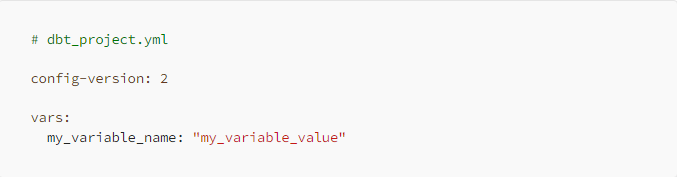 # dbt_project.yml
config-version: 2
vars:
  my_variable_name: "my_variable_value"